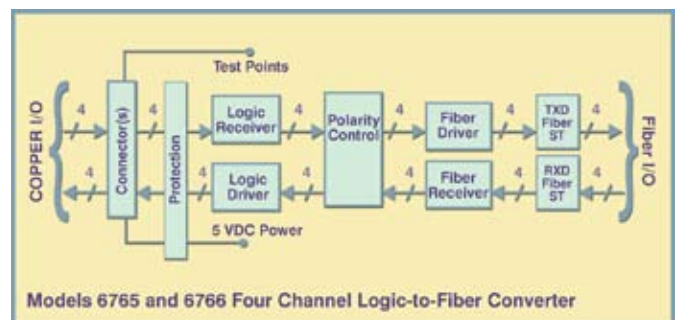 Test Points
COPPER I/O
4
4
Connector(s)
4
Protection
Logic
Receiver
4
Polarity
Control
4
Fiber
Driver
4
TXD
Fiber
ST
4
Fiber I/O
4
4
Logic
Driver
4
4
Fiber
Receiver
4
RXD
Fiber
ST
4
5 VDC Power
Models 6765 and 6766 Four Channel Logic-to-Fiber Converter